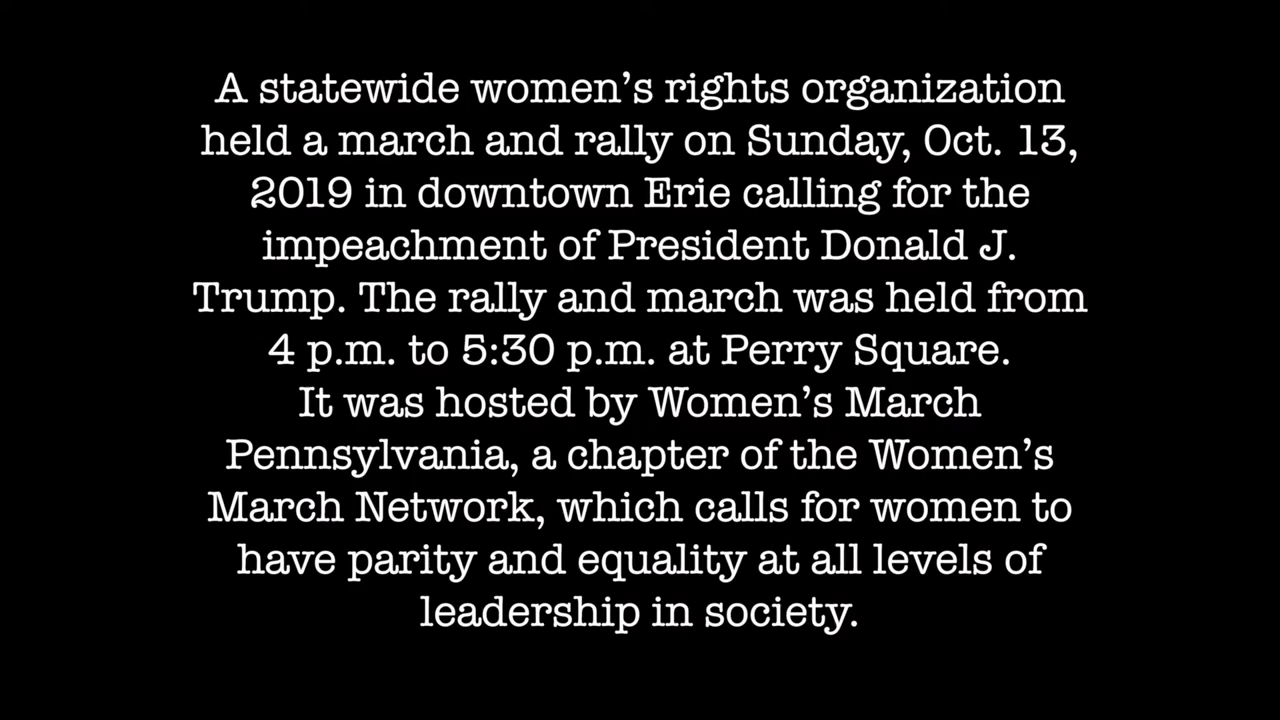 A statewide women’s rights organization
held a march and rally on Sunday, Oct. 13,
2019 in downtown Erie calling for the
impeachment of President Donald J.
Trump. The rally and march was held from
4 p.m. to 5:30 p.m. at Perry Square.
It was hosted by Women’s March
Pennsylvania, a chapter of the Women’s
March Network, which calls for women to
have parity and equality at all levels of
leadership in society.